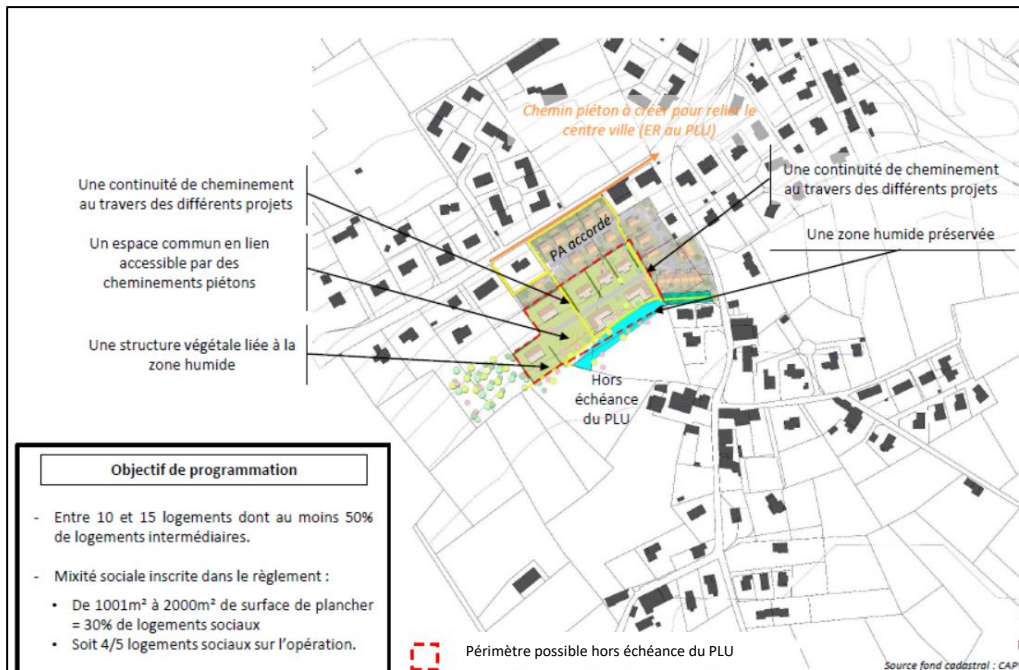 Chemin piéton à créer pour relier le
centre ville (ER au PLU)
Une continuité de cheminement
au travers des différents projets
Un espace commun en lien
accessible par des
cheminements piétons
Une structure végétale liée à la
zone humide
PA accordé
Une continuité de cheminement
au travers des différents projets
Une zone humide préservée
Hors
échéance
du PLU
Objectif de programmation
- Entre 10 et 15 logements dont au moins 50%
de logements intermédiaires.
- Mixité sociale inscrite dans le règlement :
• De 1001m² à 2000m² de surface de plancher
= 30% de logements sociaux
• Soit 4/5 logements sociaux sur l'opération.
Périmètre possible hors échéance du PLU
Source fond cadastral : CAPV